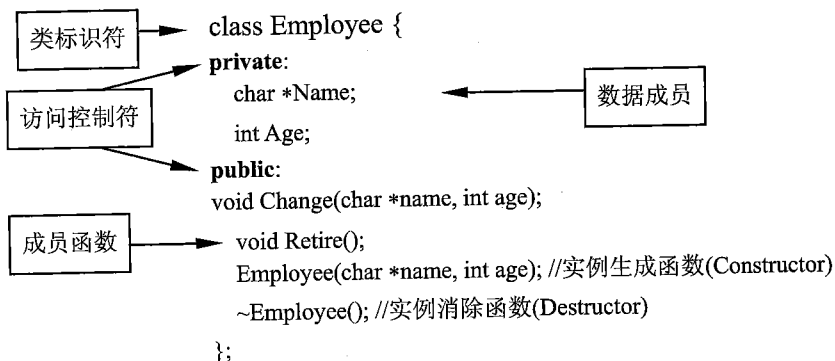 类标识符
class Employee {
private:
char *Name;
数据成员
访问控制符
int Age;
public:
void Change(char *name, int age);
成员函数
void Retire();
Employee(char *name, int age); //实例生成函数(Constructor)
~Employee(); //实例消除函数(Destructor)
};